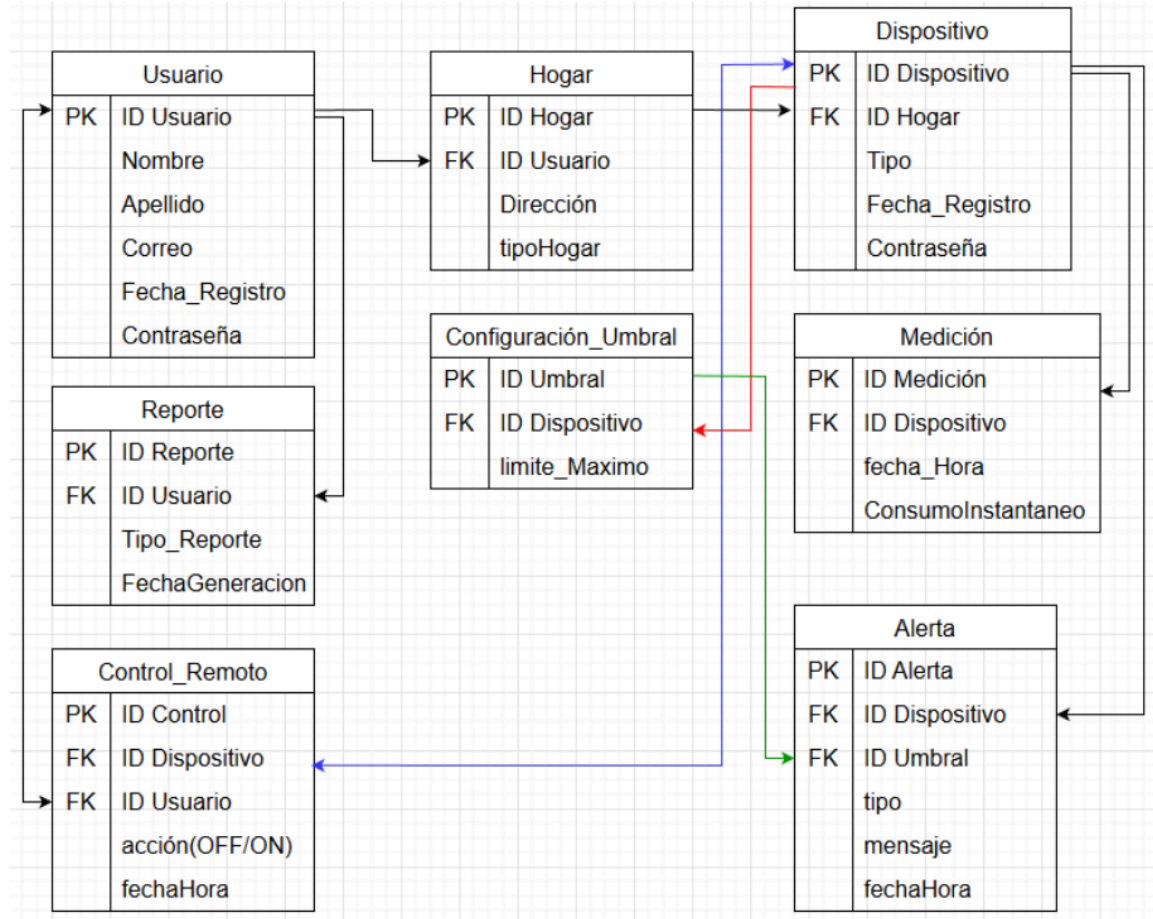 Usuario
PK ID Usuario
Nombre
Apellido
Correo
Fecha_Registro
Contraseña
Hogar
PK ID Hogar
FK ID Usuario
Dirección
tipoHogar
Dispositivo
PK ID Dispositivo
FK ID Hogar
Tipo
Fecha_Registro
Contraseña
Reporte
PK ID Reporte
FK ID Usuario
Tipo_Reporte
FechaGeneracion
Configuración_Umbral
PK ID Umbral
FK ID Dispositivo
limite_Maximo
Medición
PK ID Medición
FK ID Dispositivo
fecha_Hora
ConsumoInstantaneo
Control_Remoto
PK ID Control
FK ID Dispositivo
FK ID Usuario
acción(OFF/ON)
fechaHora
Alerta
PK ID Alerta
FK ID Dispositivo
FK ID Umbral
tipo
mensaje
fechaHora